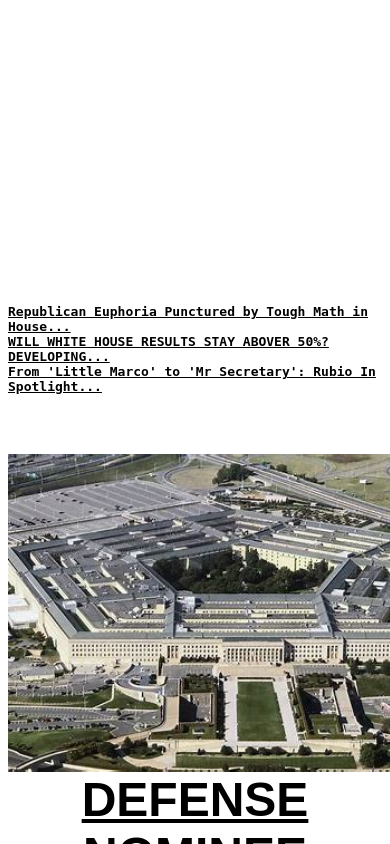 Republican Euphoria Punctured by Tough Math in
House...
WILL WHITE HOUSE RESULTS STAY ABOVER 50%?
DEVELOPING...
From 'Little Marco' to 'Mr Secretary': Rubio In
Spotlight...
DEFENSE
NOMINEE